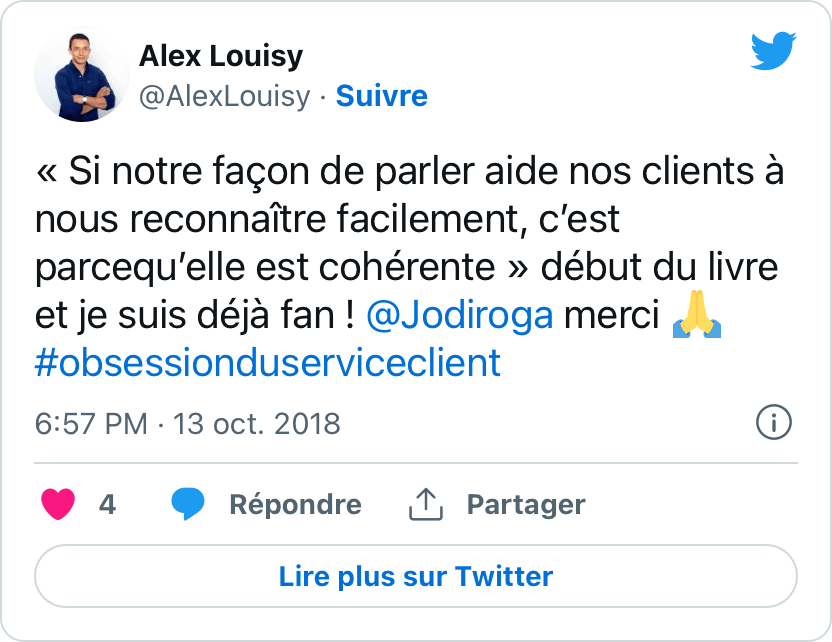 Alex Louisy
@AlexLouisy · Suivre
« Si notre façon de parler aide nos clients à
nous reconnaître facilement, c’est
parcequ’elle est cohérente » début du livre
et je suis déjà fan ! @Jodiroga merci 🙏
#obsessionduserviceclient
6:57 PM · 13 oct. 2018
4 Répondre Partager
Lire plus sur Twitter